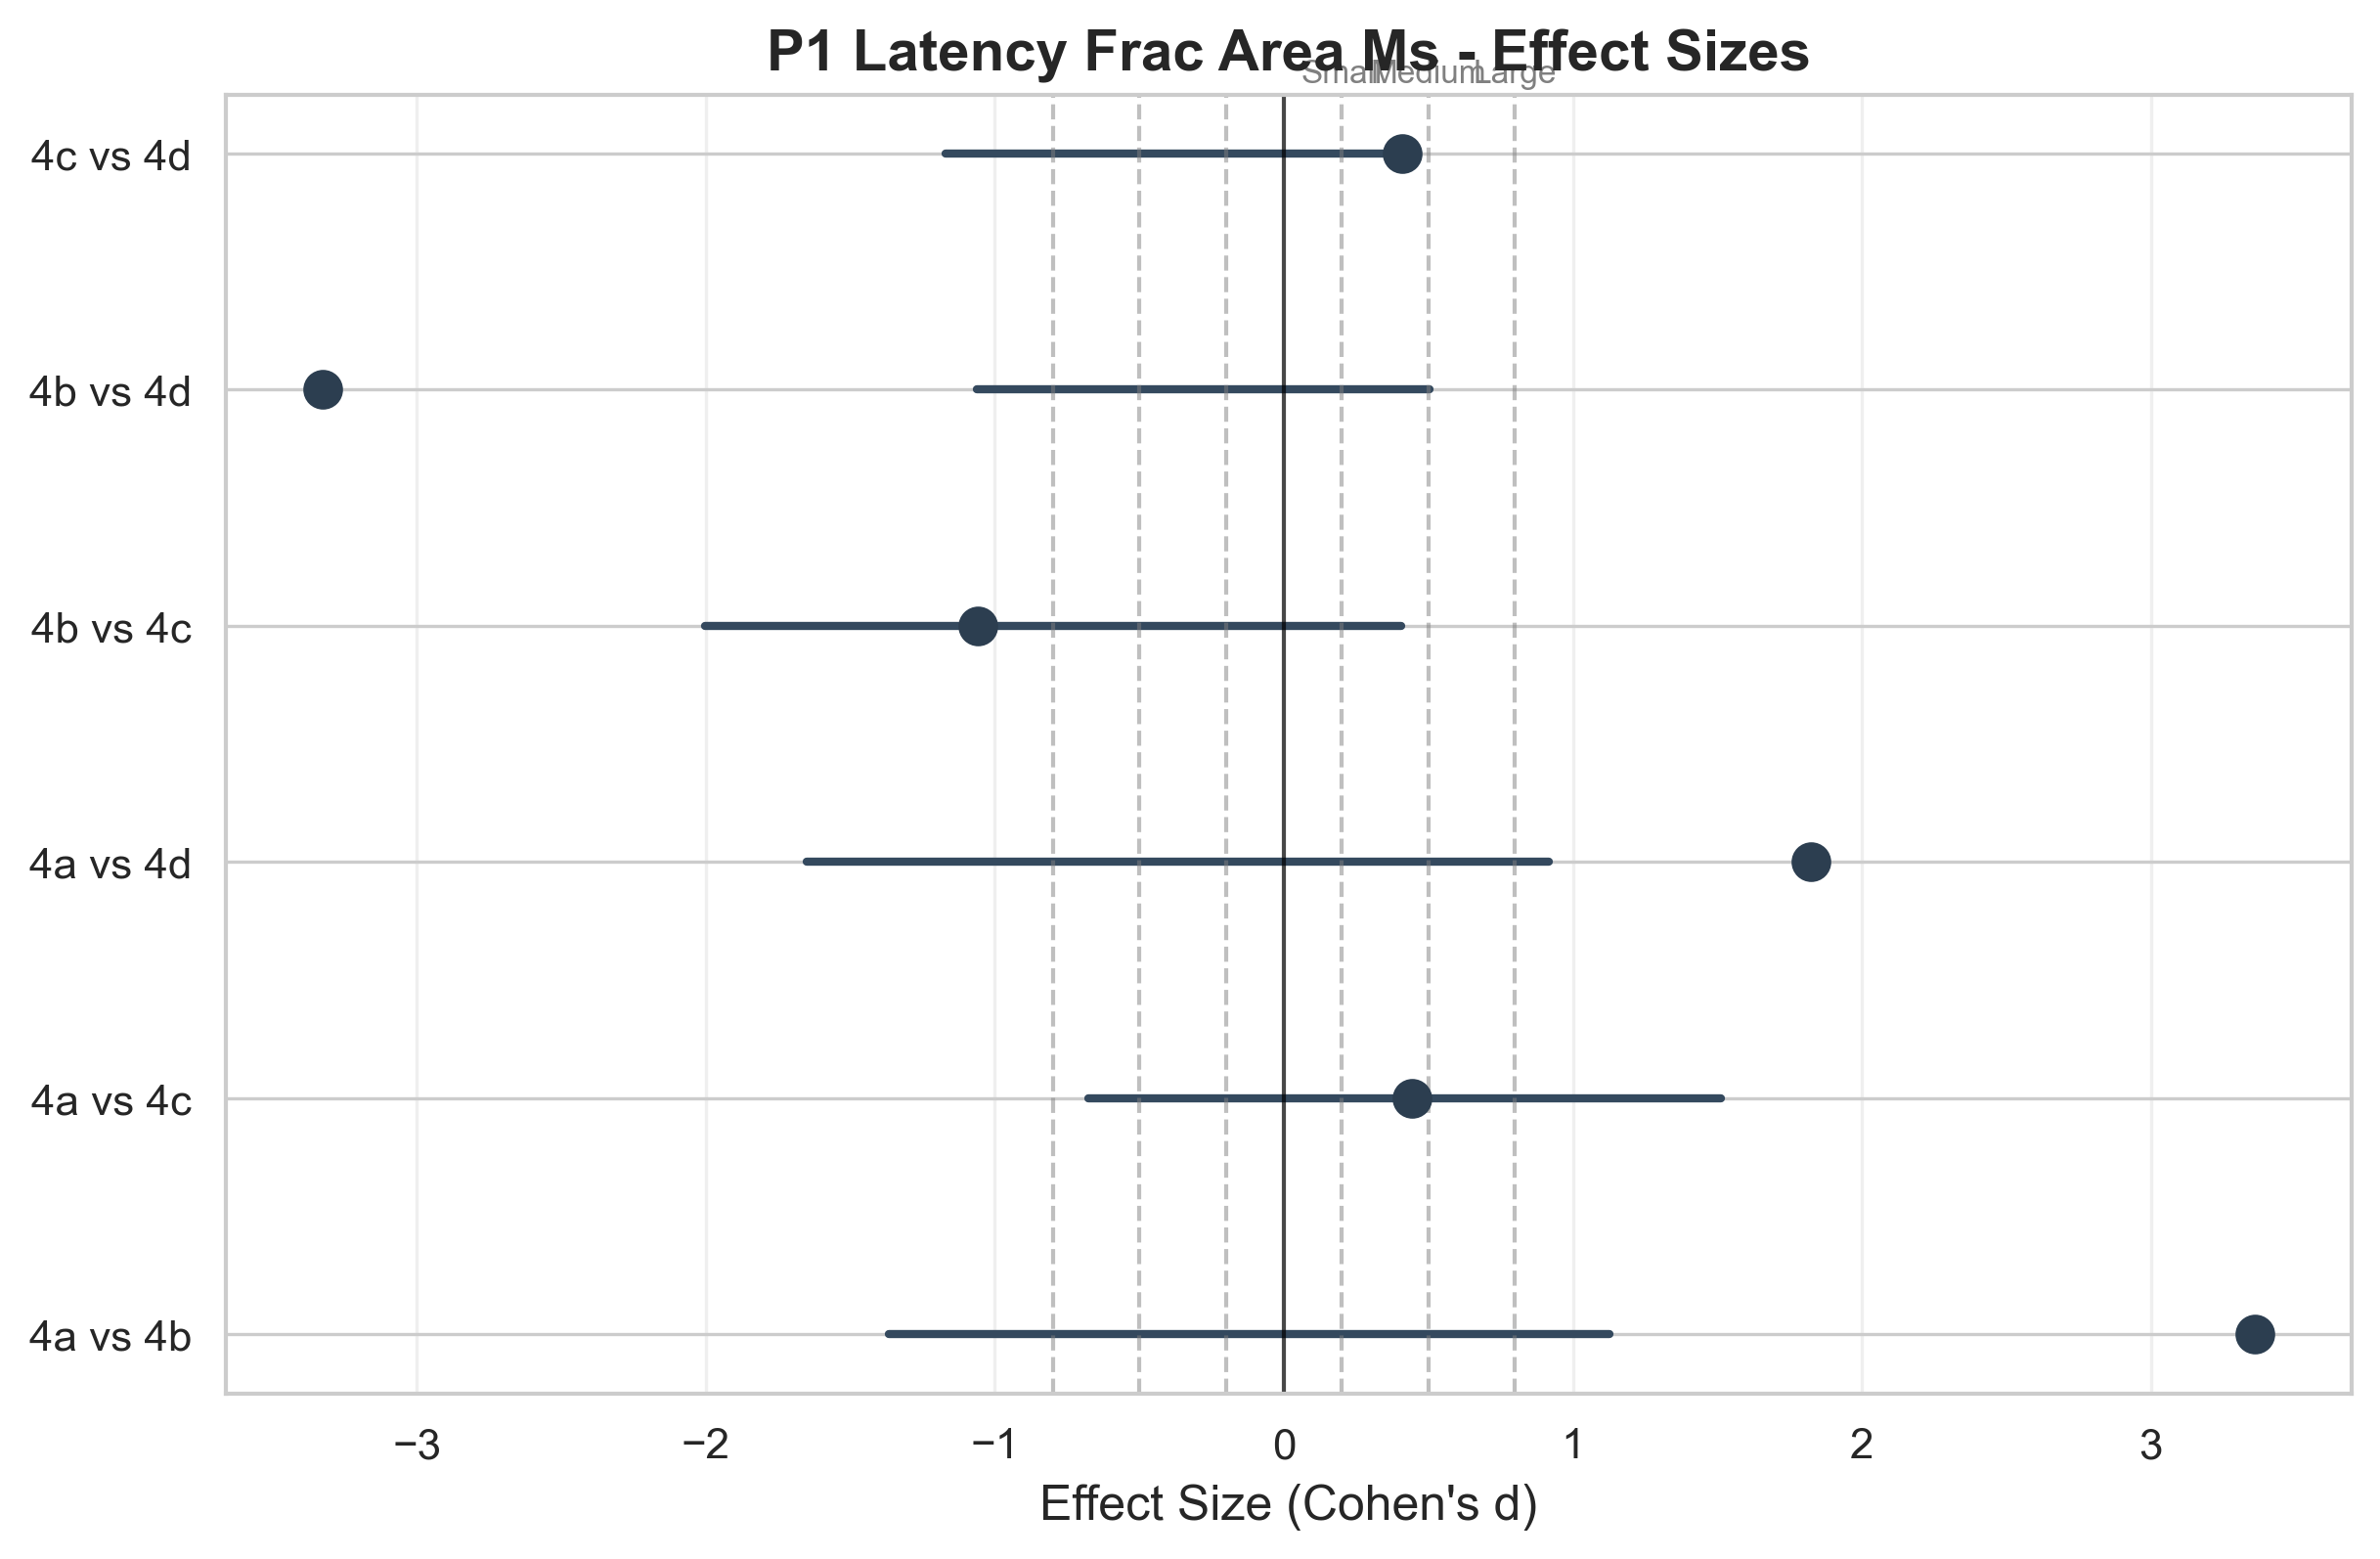 P1 Latency Frac Area Ms - Effect Sizes
Small Medium Large
4c vs 4d
4b vs 4d
4b vs 4c
4a vs 4d
4a vs 4c
4a vs 4b
−3 −2 −1 0 1 2 3
Effect Size (Cohen's d)